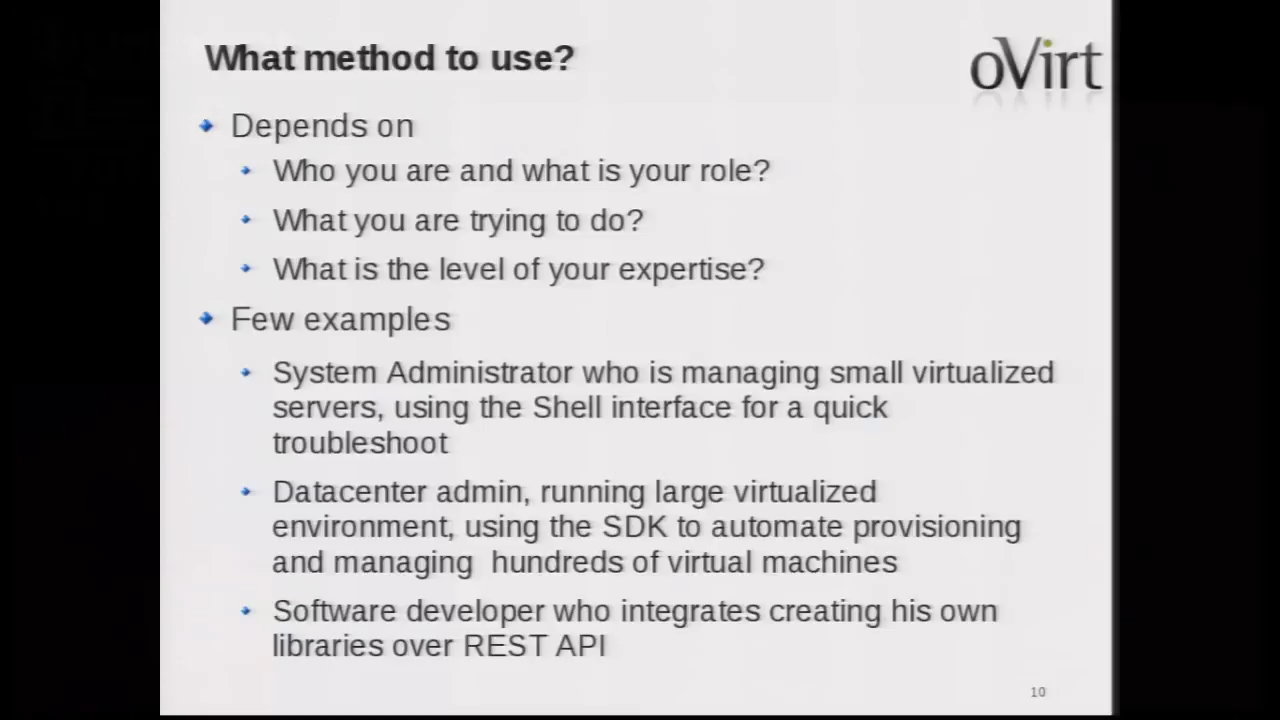 What method to use?
oVirt
Depends on
Who you are and what is your role?
What you are trying to do?
What is the level of your expertise?
Few examples
System Administrator who is managing small virtualized
servers, using the Shell interface for a quick
troubleshoot
Datacenter admin, running large virtualized
environment, using the SDK to automate provisioning
and managing hundreds of virtual machines
Software developer who integrates creating his own
libraries over REST API
10